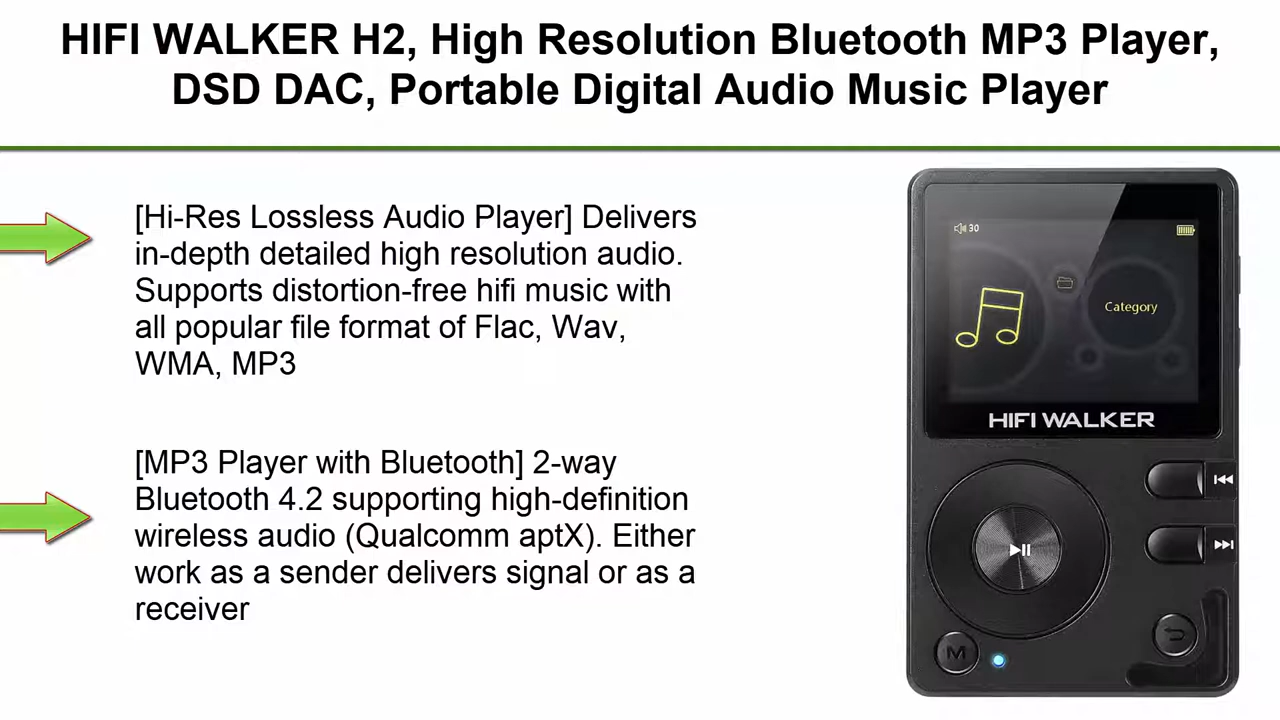 HIFI WALKER H2, High Resolution Bluetooth MP3 Player,
DSD DAC, Portable Digital Audio Music Player
[Hi-Res Lossless Audio Player] Delivers
in-depth detailed high resolution audio.
Supports distortion-free hifi music with
all popular file format of Flac, Wav,
WMA, MP3
[MP3 Player with Bluetooth] 2-way
Bluetooth 4.2 supporting high-definition
wireless audio (Qualcomm aptX). Either
work as a sender delivers signal or as a
receiver
30
Category
HIFI WALKER
M